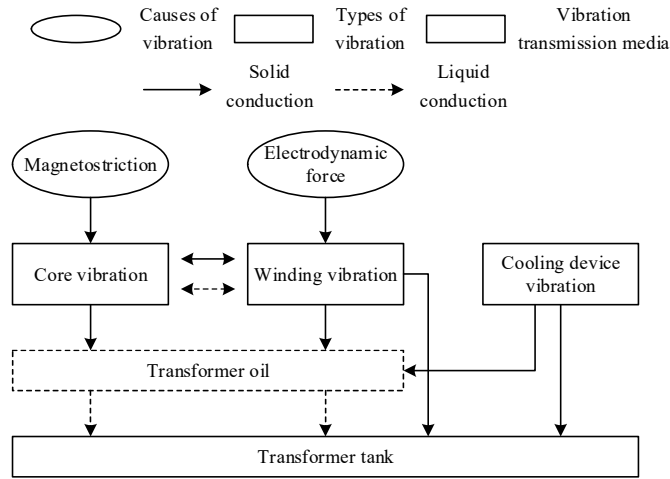 Causes of
vibration
Types of
vibration
Vibration
transmission media
Solid
conduction
Liquid
conduction
Magnetostriction
Electrodynamic
force
Core vibration
Winding vibration
Cooling device
vibration
Transformer oil
Transformer tank